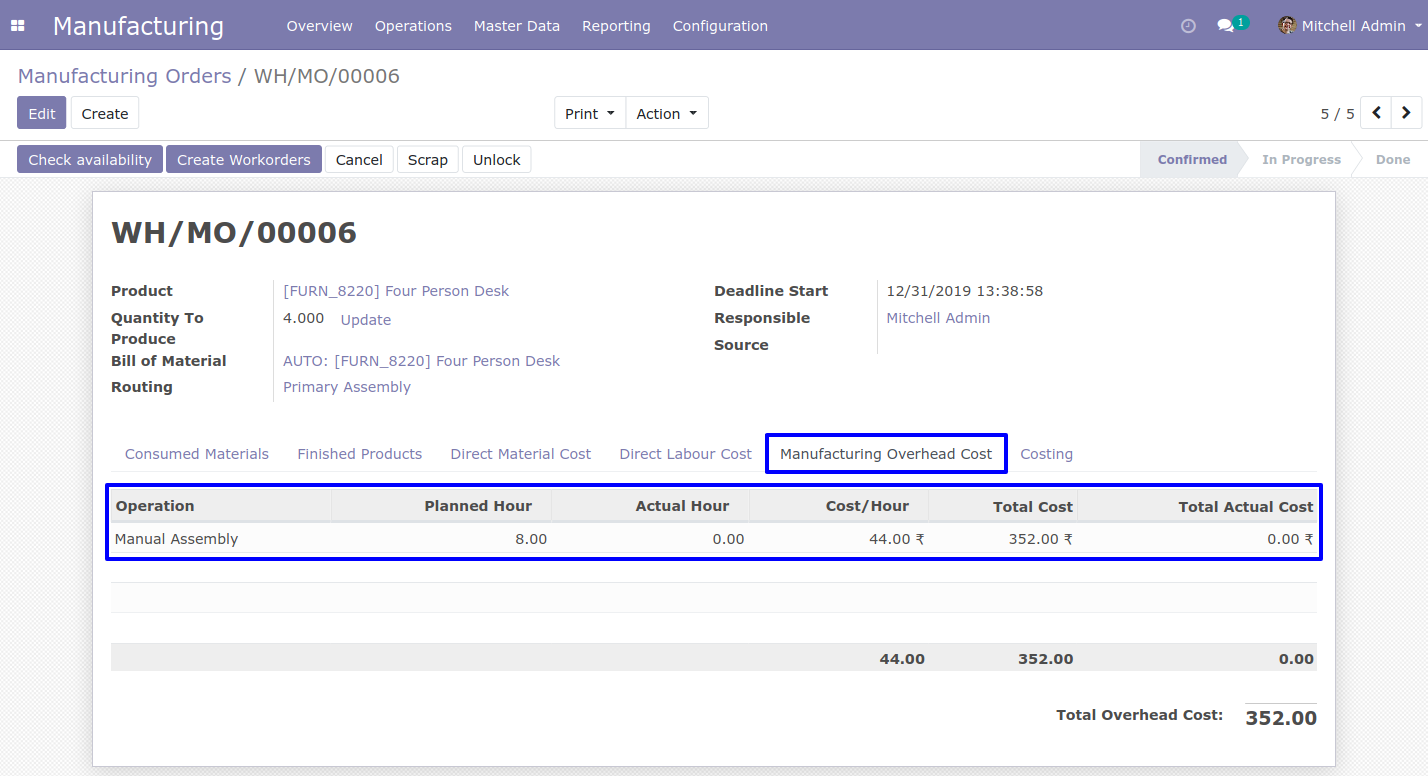 Manufacturing Overview Operations Master Data Reporting Configuration 1 Mitchell Admin
Manufacturing Orders / WH/MO/00006
Edit Create Print Action 5 / 5
Check availability Create Workorders Cancel Scrap Unlock Confirmed In Progress Done
WH/MO/00006
Product [FURN_8220] Four Person Desk Deadline Start 12/31/2019 13:38:58
Quantity To Produce 4.000 Update Responsible Mitchell Admin
Source
Bill of Material AUTO: [FURN_8220] Four Person Desk
Routing Primary Assembly
Consumed Materials Finished Products Direct Material Cost Direct Labour Cost Manufacturing Overhead Cost Costing
Operation Planned Hour Actual Hour Cost/Hour Total Cost Total Actual Cost
Manual Assembly 8.00 0.00 44.00 ₹ 352.00 ₹ 0.00 ₹
44.00 352.00 0.00
Total Overhead Cost: 352.00